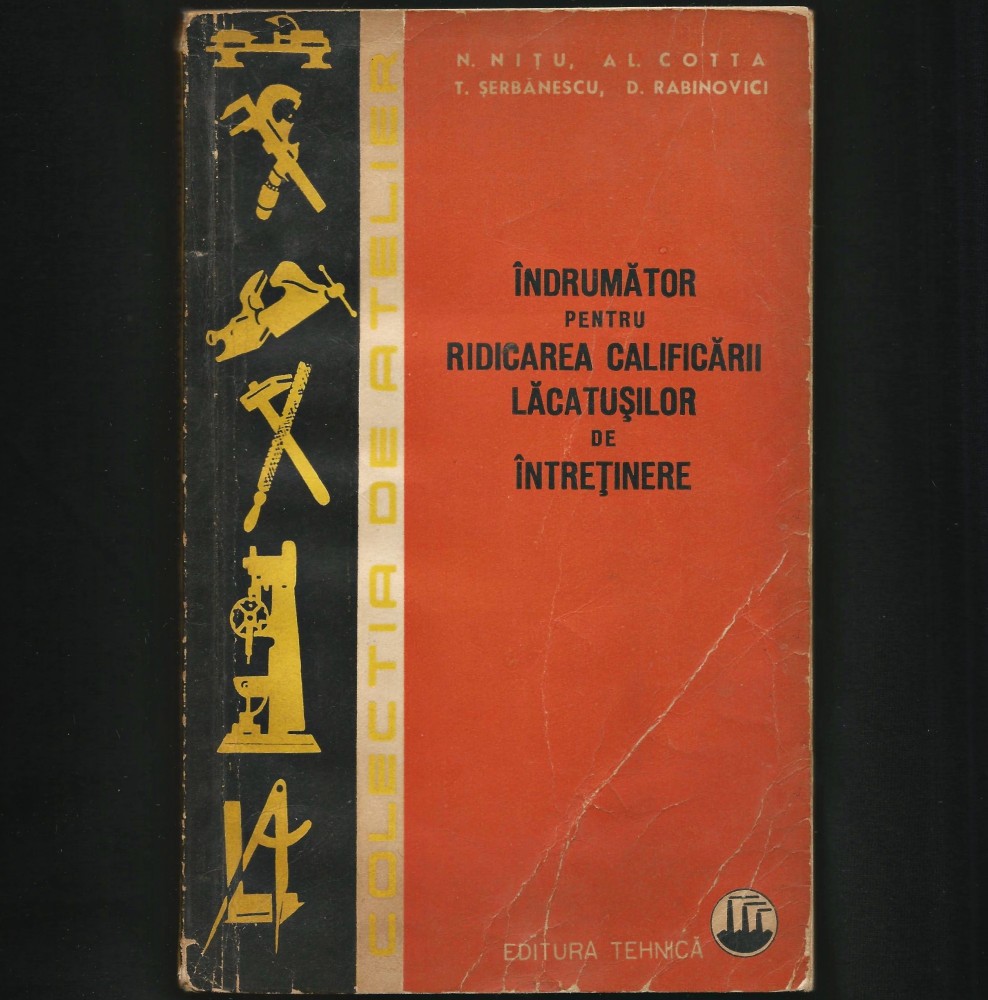 N. NIȚU, AL. COTTA
T. ȘERBĂNESCU, D. RABINOVICI
ÎNDRUMĂTOR
PENTRU
RIDICAREA CALIFICĂRII
LĂCATUȘILOR
DE
ÎNTREȚINERE
COLECTIA DE ATELIER
EDITURA TEHNICĂ